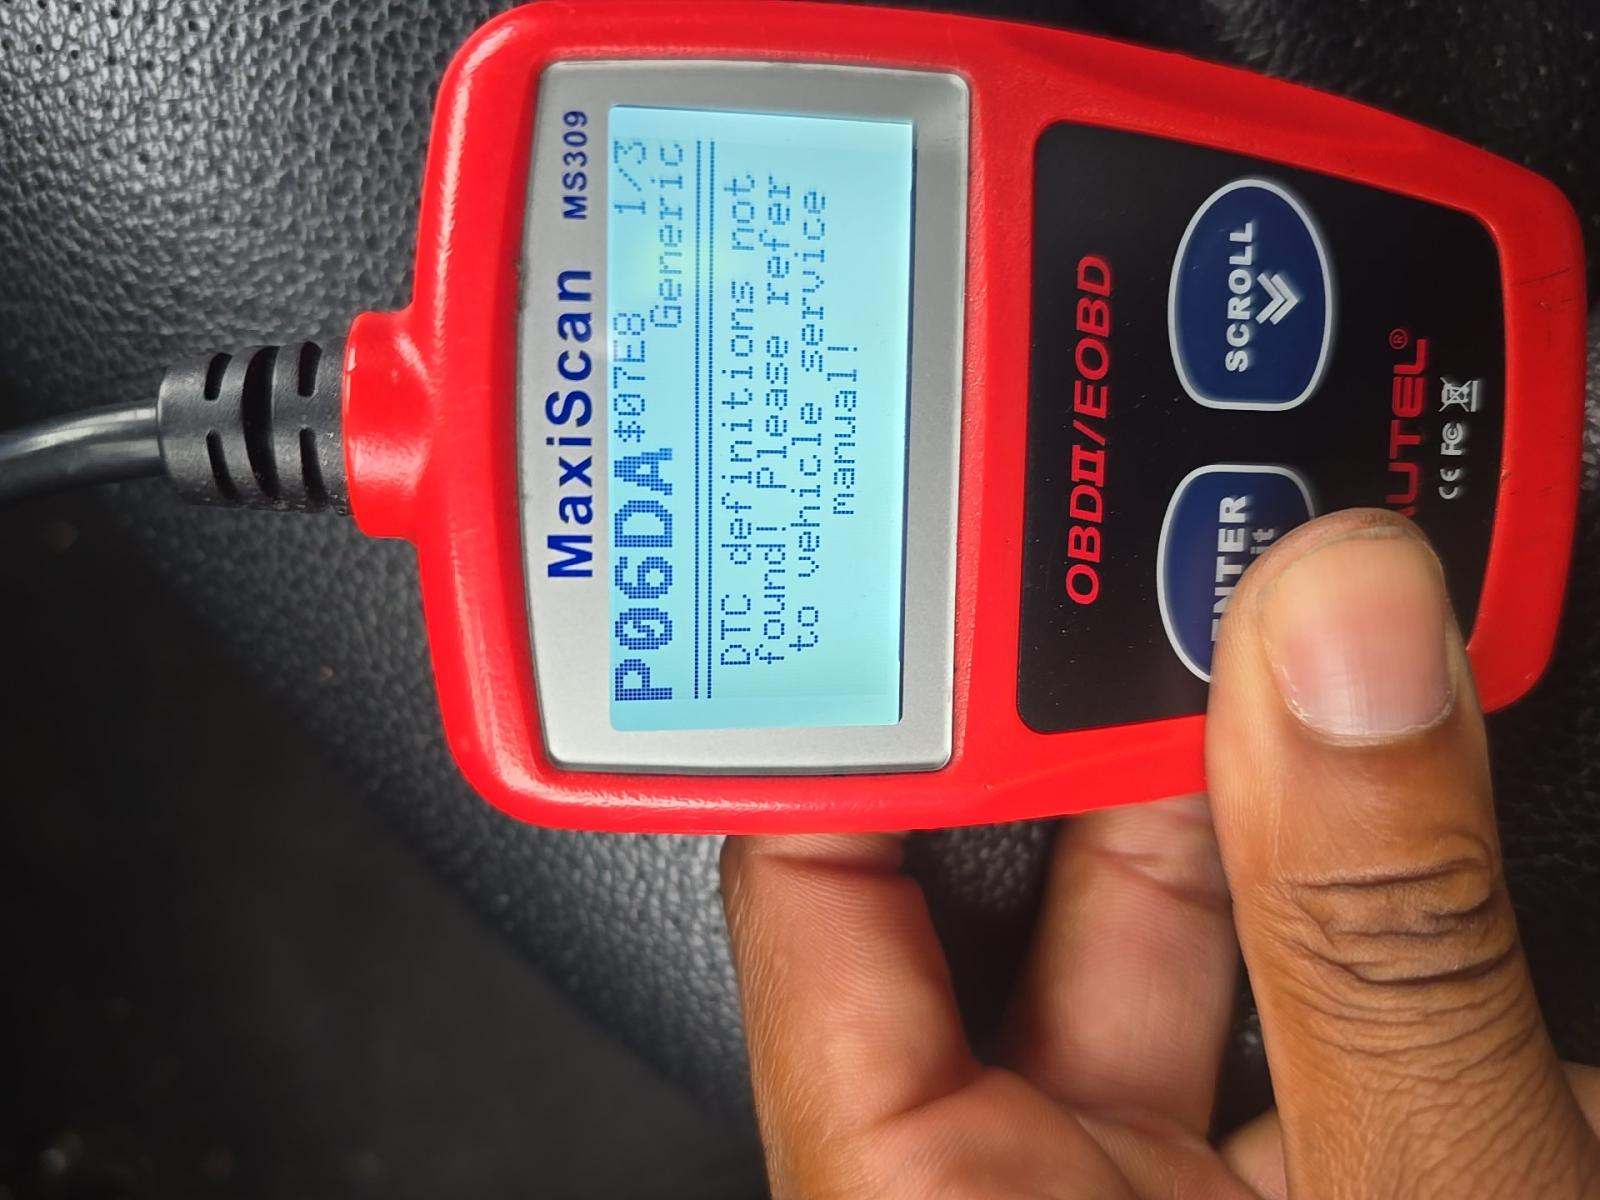 MaxiScan MS309
P06DA $07E8 1/3
Generic
DTC definitions not
found! Please refer
to vehicle service
manual!
OBDII/EOBD
SCROLL
AUTEL®
CE FC